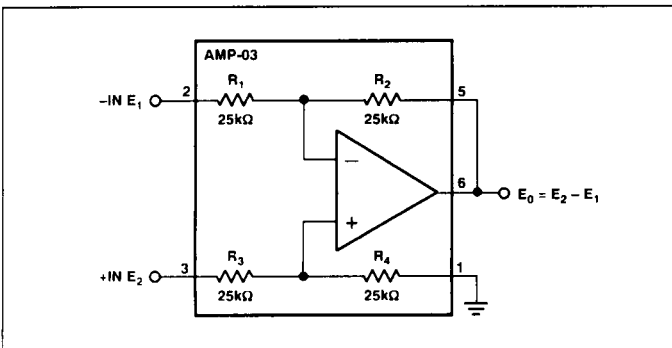 AMP-03
R₁
R₂
–IN E₁
2
5
25kΩ
25kΩ
–
6
E₀ = E₂ – E₁
+
R₃
R₄
+IN E₂
3
1
25kΩ
25kΩ